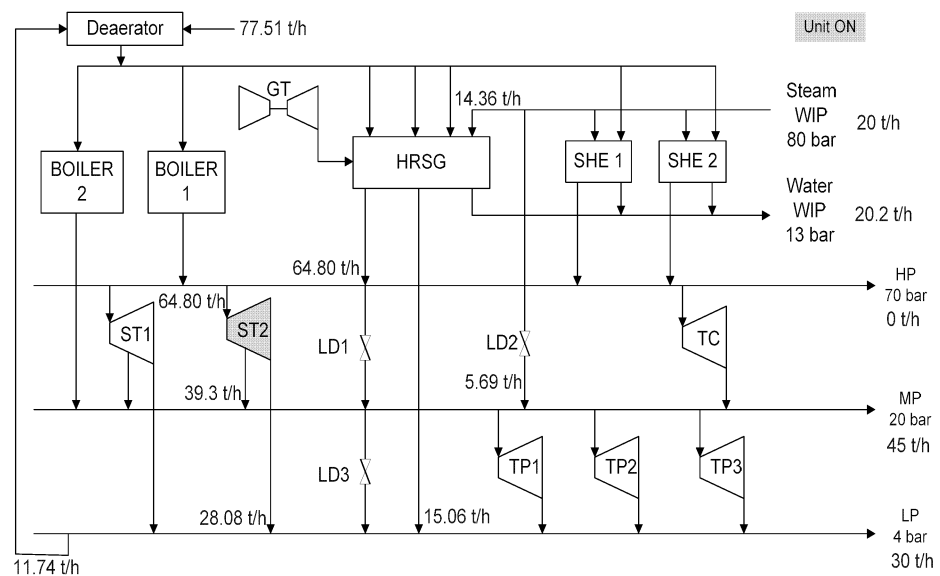 Deaerator
77.51 t/h
Unit ON
GT
14.36 t/h
Steam
WIP
80 bar
20 t/h
BOILER
2
BOILER
1
HRSG
SHE 1
SHE 2
Water
WIP
13 bar
20.2 t/h
64.80 t/h
HP
70 bar
0 t/h
64.80 t/h
ST1
ST2
LD1
LD2
TC
39.3 t/h
5.69 t/h
MP
20 bar
45 t/h
LD3
TP1
TP2
TP3
28.08 t/h
15.06 t/h
LP
4 bar
30 t/h
11.74 t/h